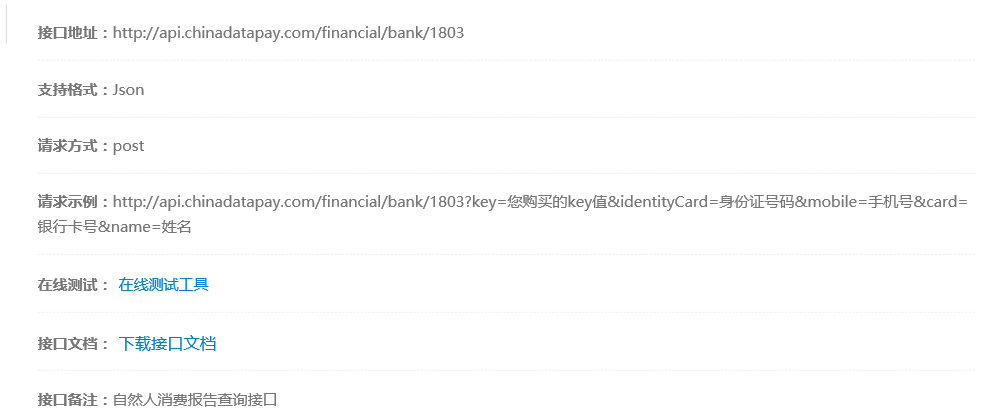 接口地址：http://api.chinadatapay.com/financial/bank/1803
支持格式：Json
请求方式：post
请求示例：http://api.chinadatapay.com/financial/bank/1803?key=您购买的key值&identityCard=身份证号码&mobile=手机号&card=
银行卡号&name=姓名
在线测试： 在线测试工具
接口文档： 下载接口文档
接口备注：自然人消费报告查询接口